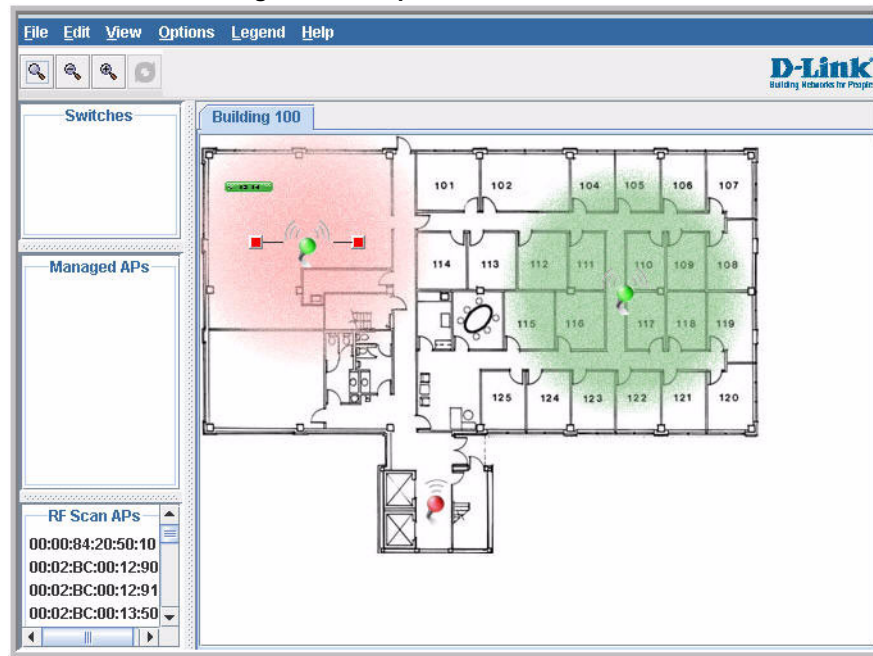 File Edit View Options Legend Help
D-Link
Building Networks for People
Switches
Building 100
101 102 104 105 106 107
114 113 112 111 110 109 108
Managed APs
115 116 117 118 119
125 124 123 122 121 120
RF Scan APs
00:00:84:20:50:10
00:02:BC:00:12:90
00:02:BC:00:12:91
00:02:BC:00:13:50